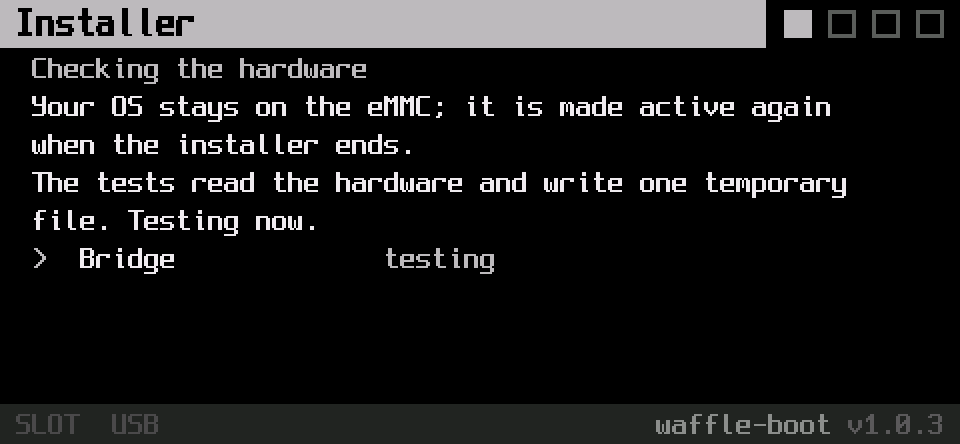 Installer
Checking the hardware
Your OS stays on the eMMC; it is made active again
when the installer ends.
The tests read the hardware and write one temporary
file. Testing now.
> Bridge testing
SLOT USB waffle-boot v1.0.3